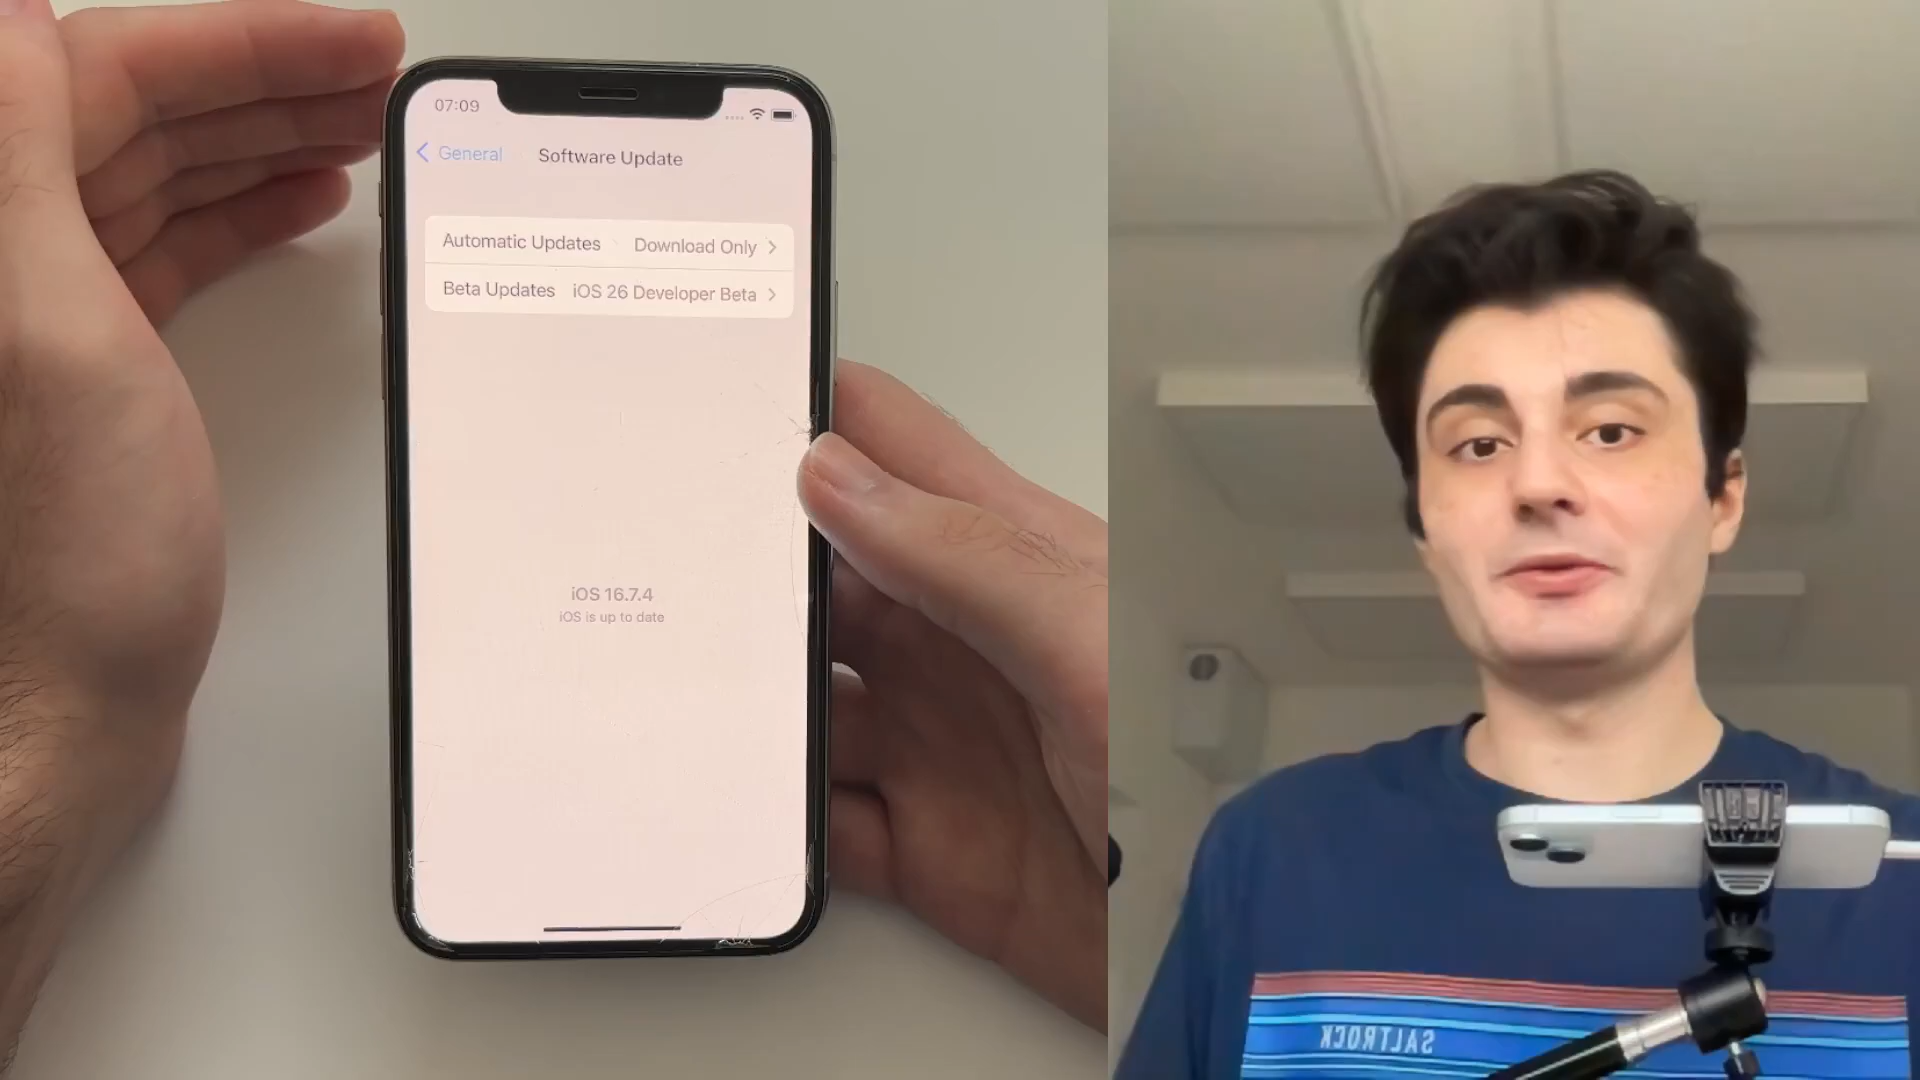 07:09
General
Software Update
Automatic Updates Download Only
Beta Updates iOS 26 Developer Beta
iOS 16.7.4
iOS is up to date
SALTROCK